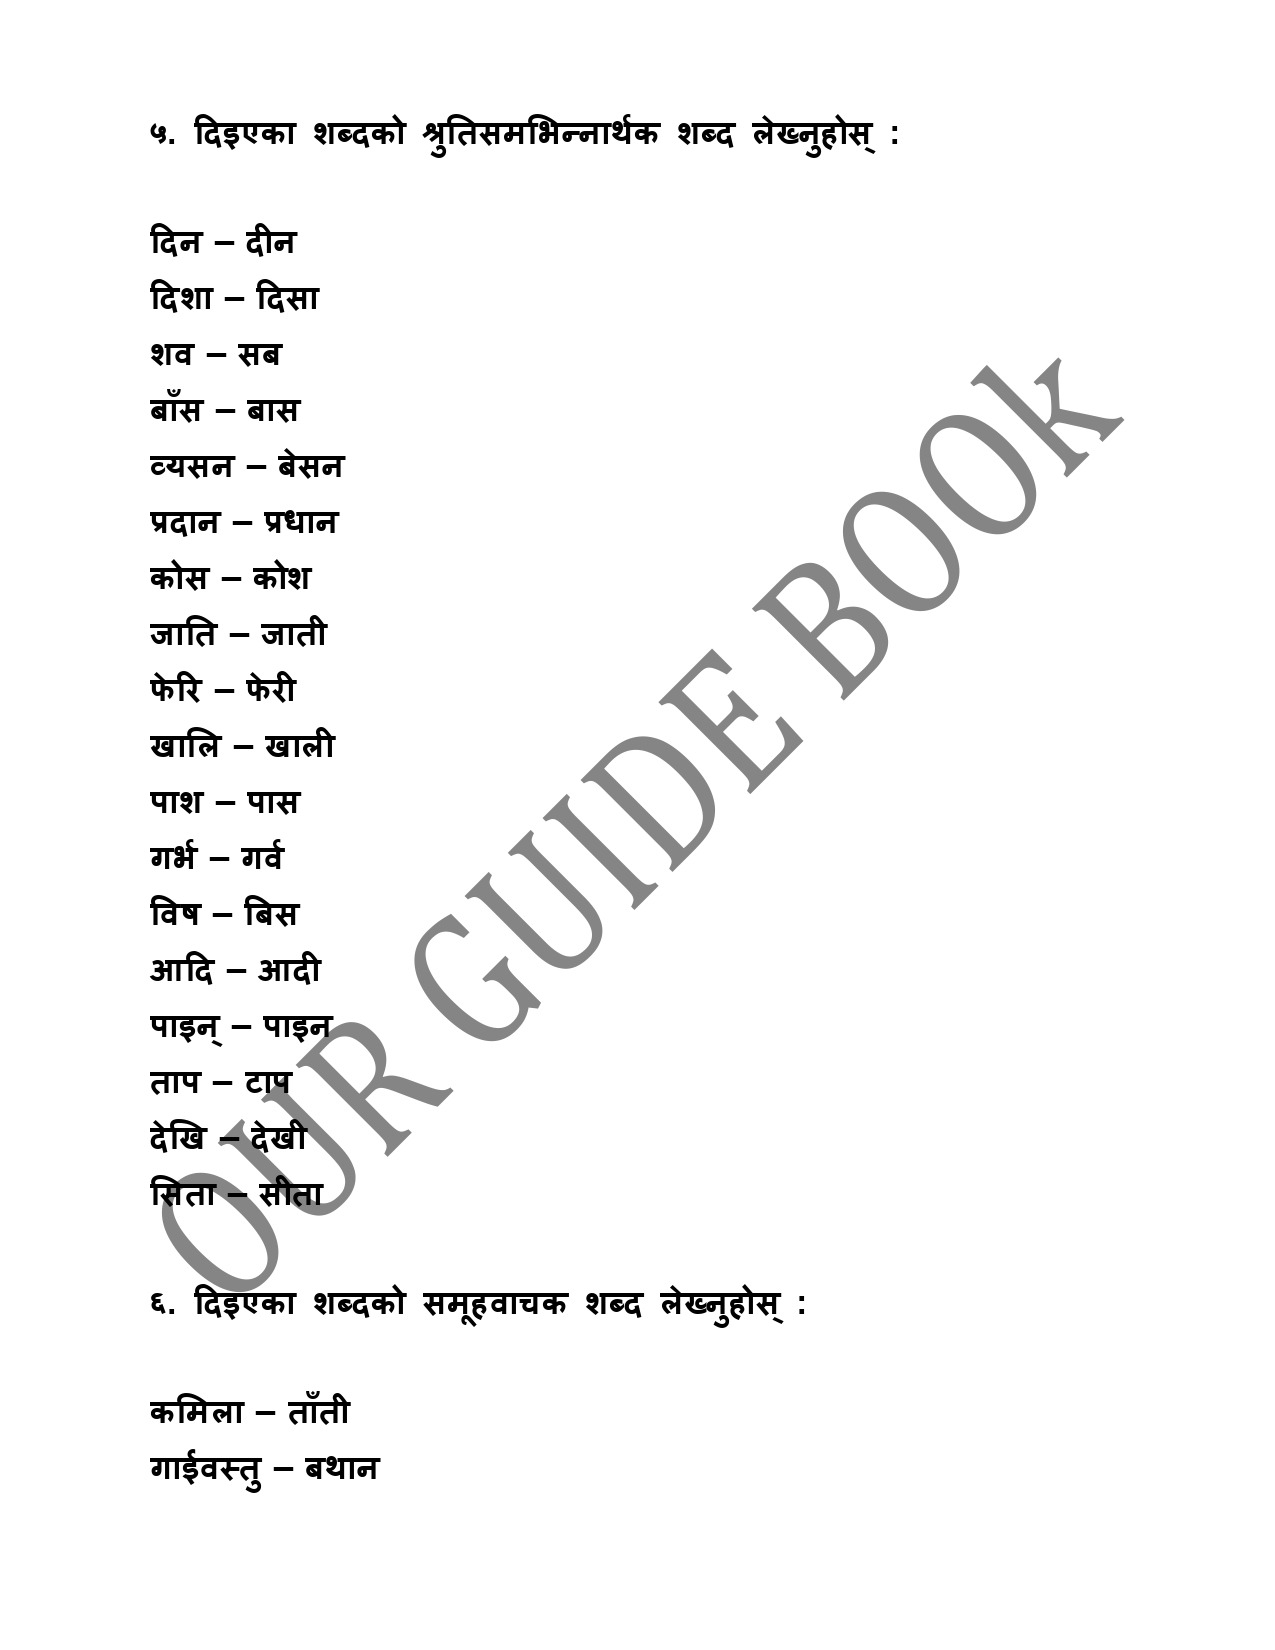 ५. दिइएका शब्दको श्रुतिसमभिन्नार्थक शब्द लेख्नुहोस् :
दिन – दीन
दिशा – दिसा
शव – सब
बाँस – बास
व्यसन – बेसन
प्रदान – प्रधान
कोस – कोश
जाति – जाती
फेरि – फेरी
खालि – खाली
पाश – पास
गर्भ – गर्व
विष – बिस
आदि – आदी
पाइन् – पाइन
ताप – टाप
देखि – देखी
सिता – सीता
६. दिइएका शब्दको समूहवाचक शब्द लेख्नुहोस् :
कमिला – ताँती
गाईवस्तु – बथान
OUR GUIDE BOOk